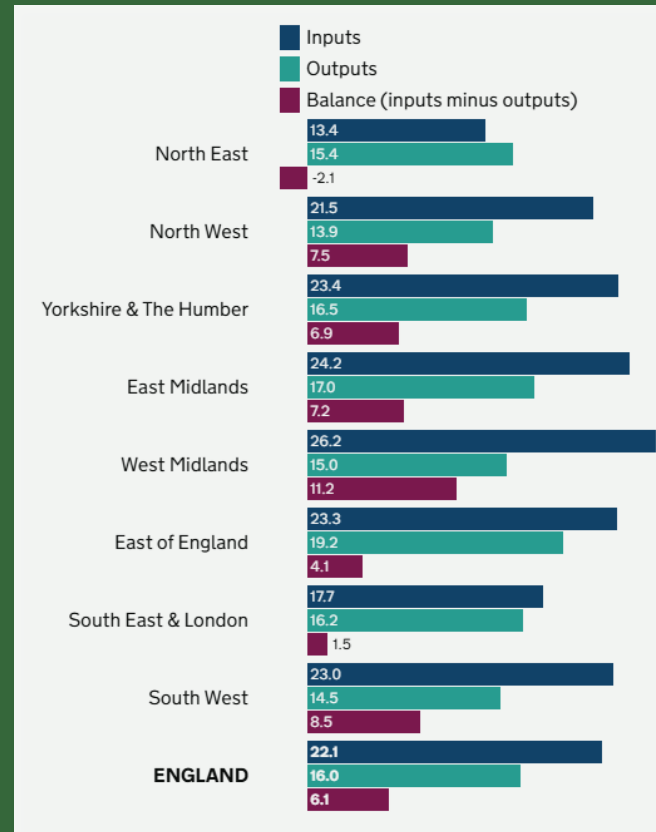 Inputs
Outputs
Balance (inputs minus outputs)
North East
13.4
15.4
-2.1
North West
21.5
13.9
7.5
Yorkshire & The Humber
23.4
16.5
6.9
East Midlands
24.2
17.0
7.2
West Midlands
26.2
15.0
11.2
East of England
23.3
19.2
4.1
South East & London
17.7
16.2
1.5
South West
23.0
14.5
8.5
ENGLAND
22.1
16.0
6.1